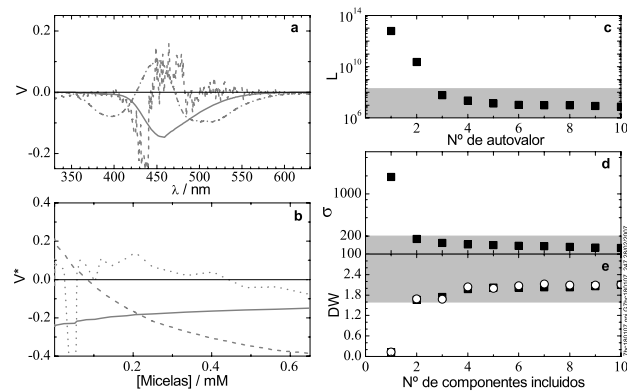 a
0.2
0.0
-0.2
V
350 400 450 500 550 600
λ / nm
b
0.4
0.2
0.0
-0.2
-0.4
V*
0.2 0.4 0.6
[Micelas] / mM
c
10^14
10^10
10^6
L
0 2 4 6 8 10
Nº de autovalor
d
1000
200
100
σ
e
2.4
1.8
1.2
0.6
0.0
DW
0 2 4 6 8 10
Nº de componentes incluidos